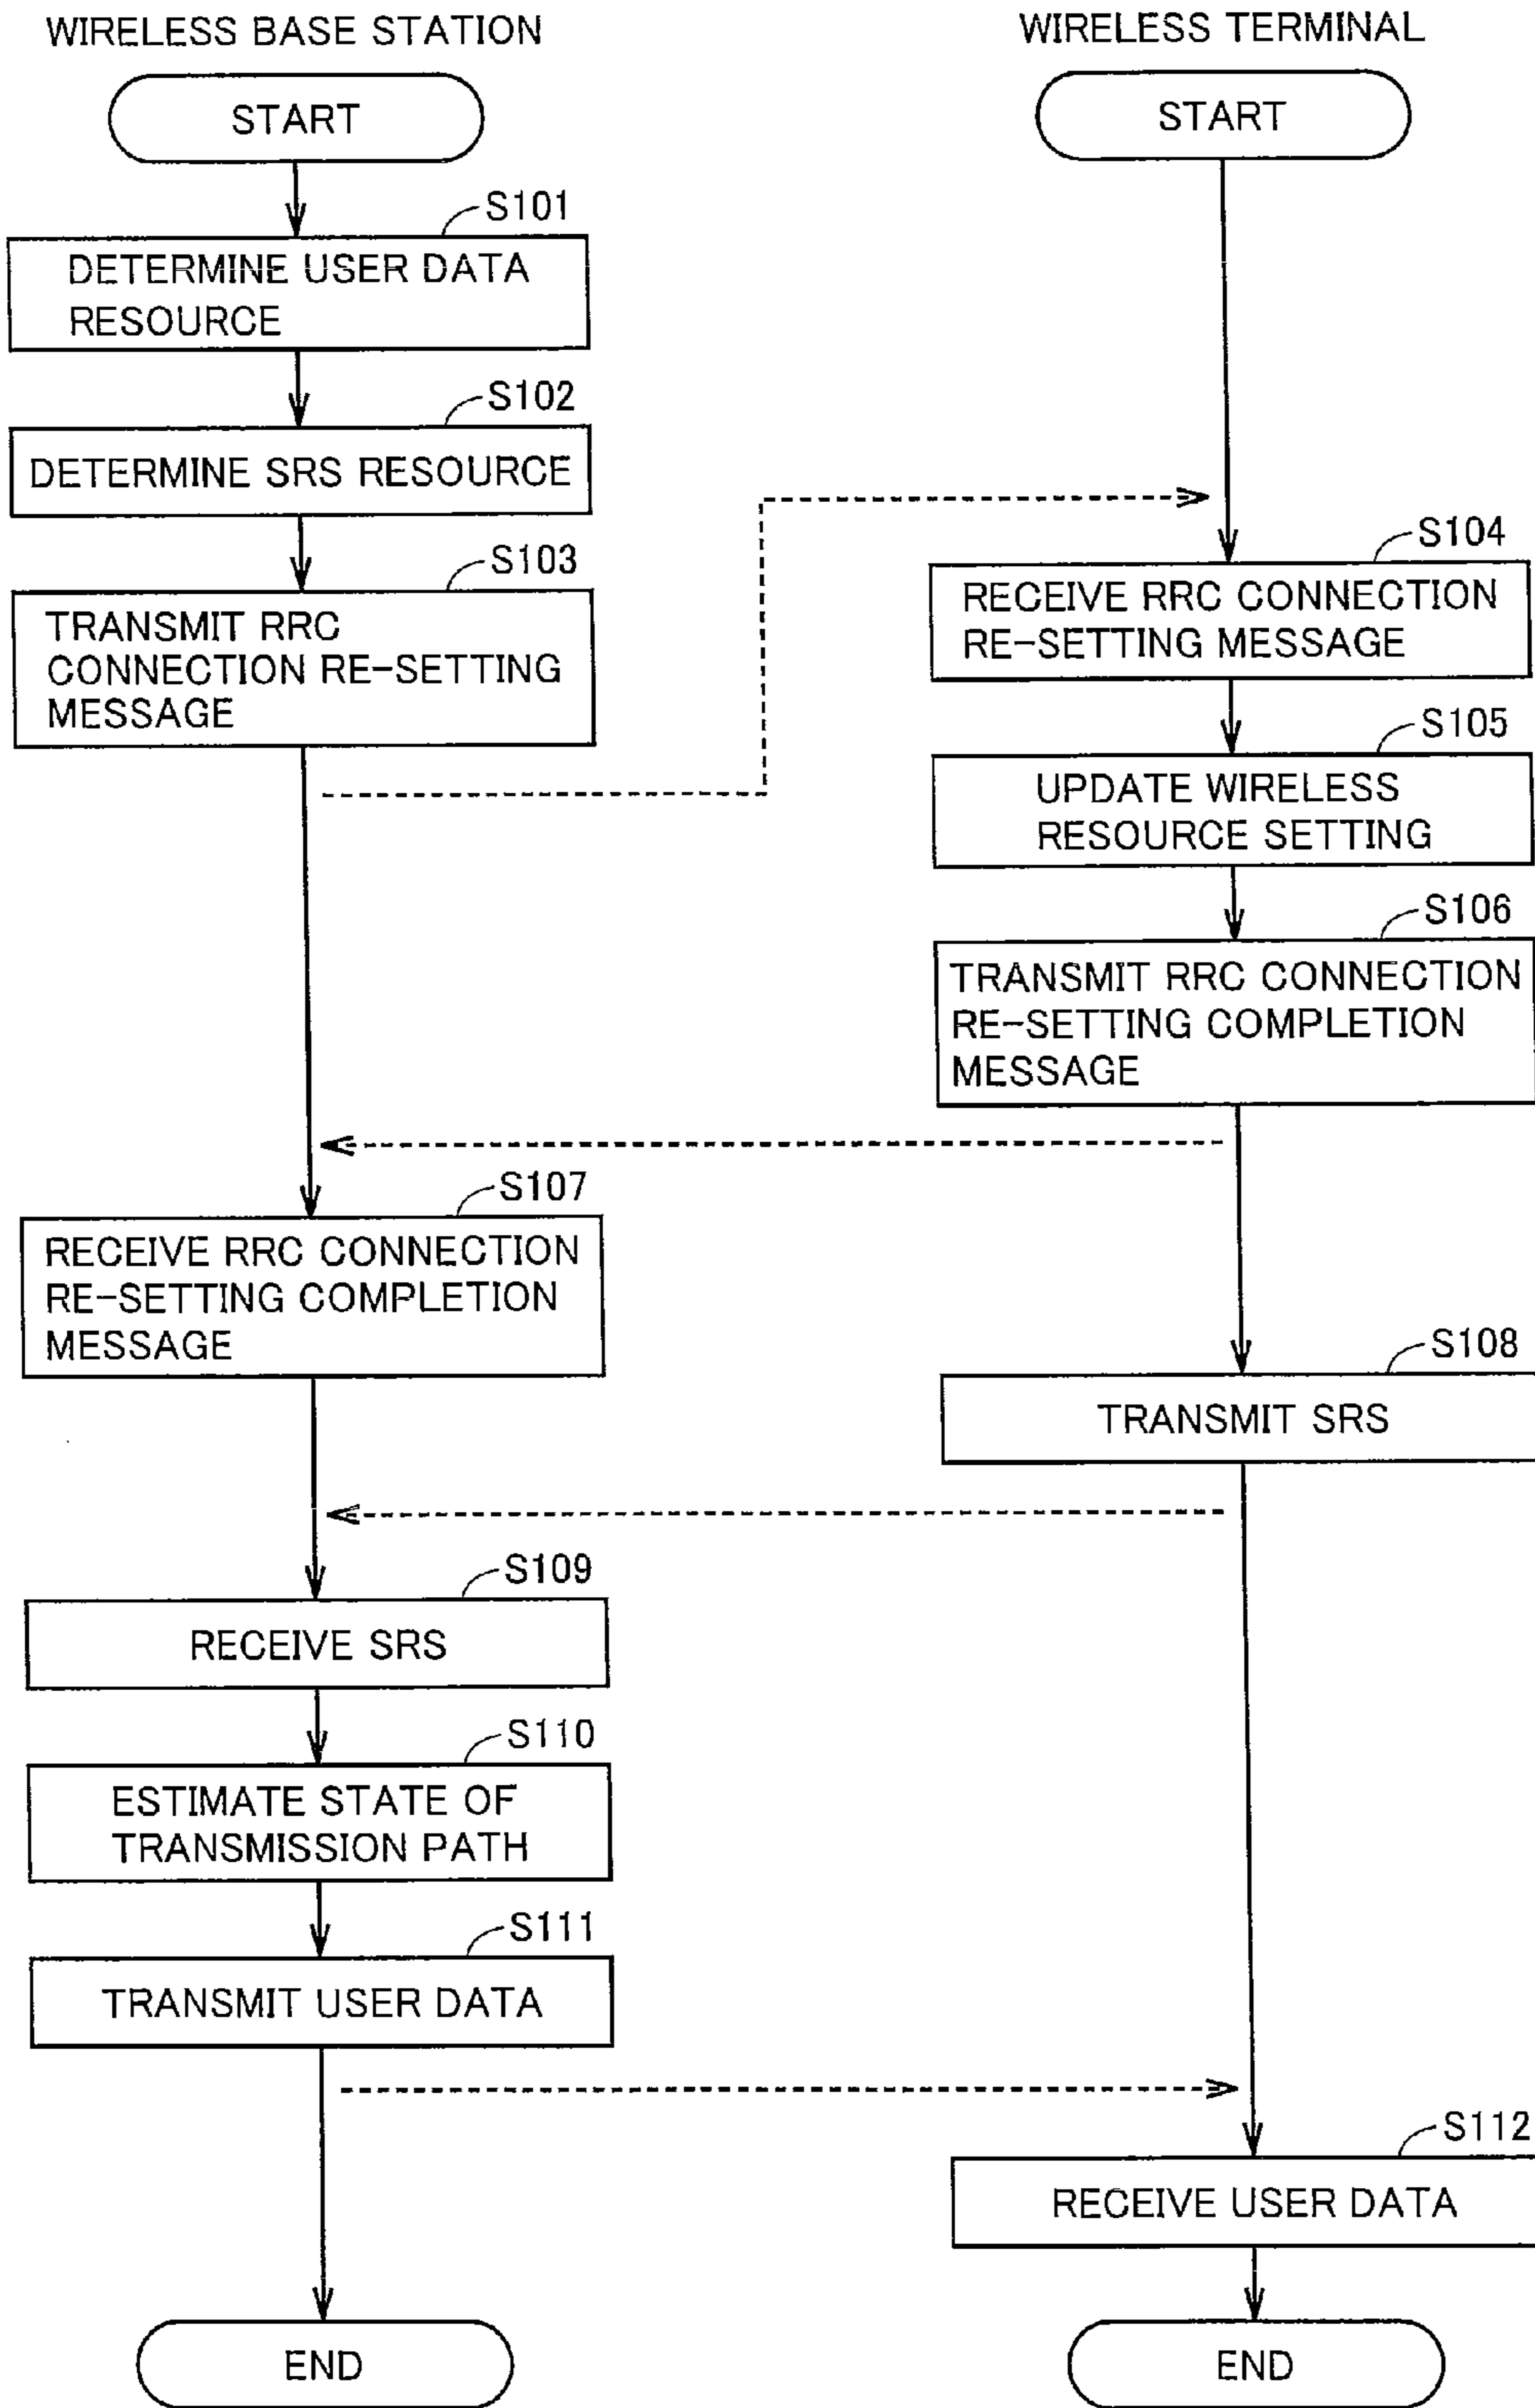 WIRELESS BASE STATION
START
S101
DETERMINE USER DATA
RESOURCE
S102
DETERMINE SRS RESOURCE
S103
TRANSMIT RRC
CONNECTION RE-SETTING
MESSAGE
S107
RECEIVE RRC CONNECTION
RE-SETTING COMPLETION
MESSAGE
S109
RECEIVE SRS
S110
ESTIMATE STATE OF
TRANSMISSION PATH
S111
TRANSMIT USER DATA
END
WIRELESS TERMINAL
START
S104
RECEIVE RRC CONNECTION
RE-SETTING MESSAGE
S105
UPDATE WIRELESS
RESOURCE SETTING
S106
TRANSMIT RRC CONNECTION
RE-SETTING COMPLETION
MESSAGE
S108
TRANSMIT SRS
S112
RECEIVE USER DATA
END